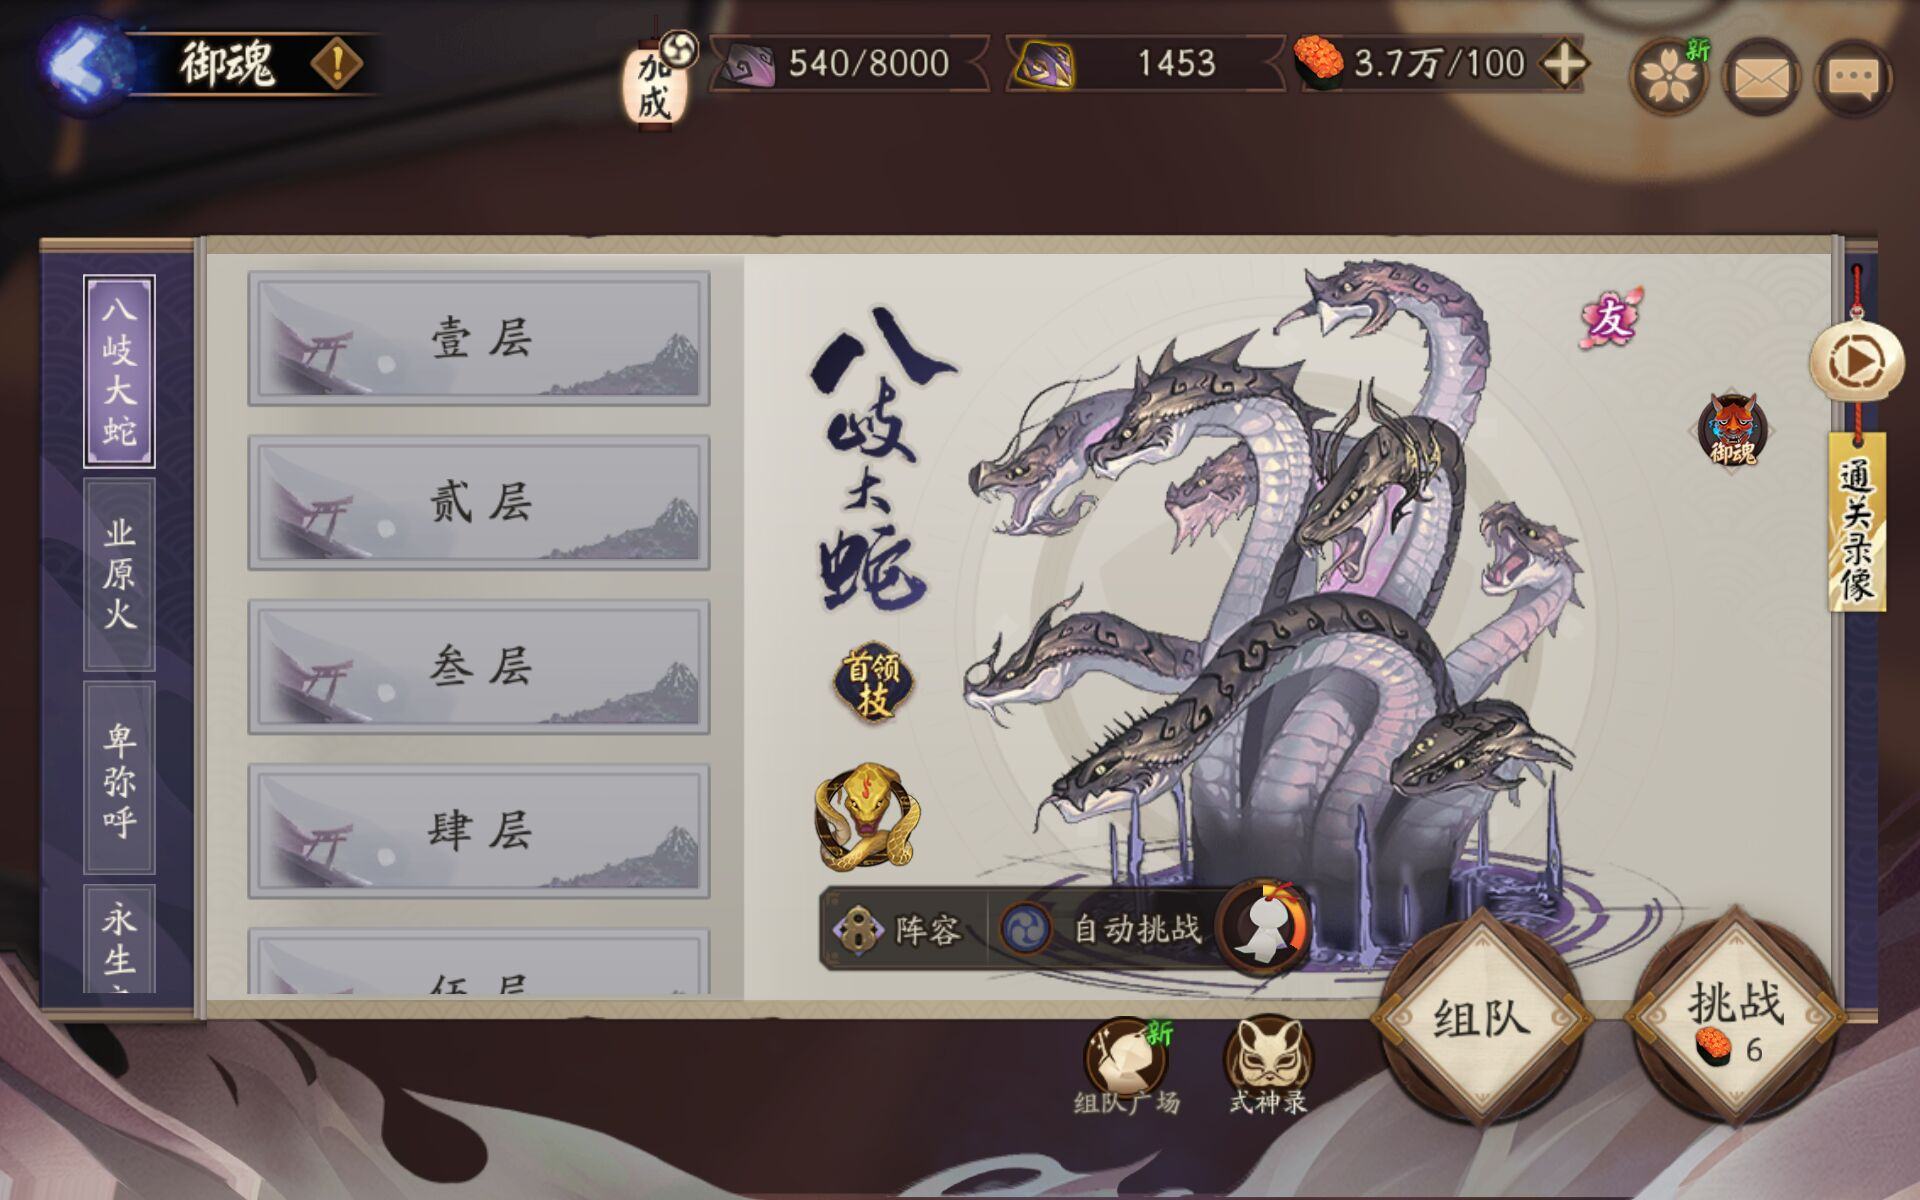 御魂
加成
540/8000
1453
3.7万/100
新
八岐大蛇
业原火
卑弥呼
永生
壹层
贰层
叁层
肆层
伍层
八岐大蛇
首领技
友
御魂
通关录像
阵容
自动挑战
组队
挑战
6
新
组队广场
式神录